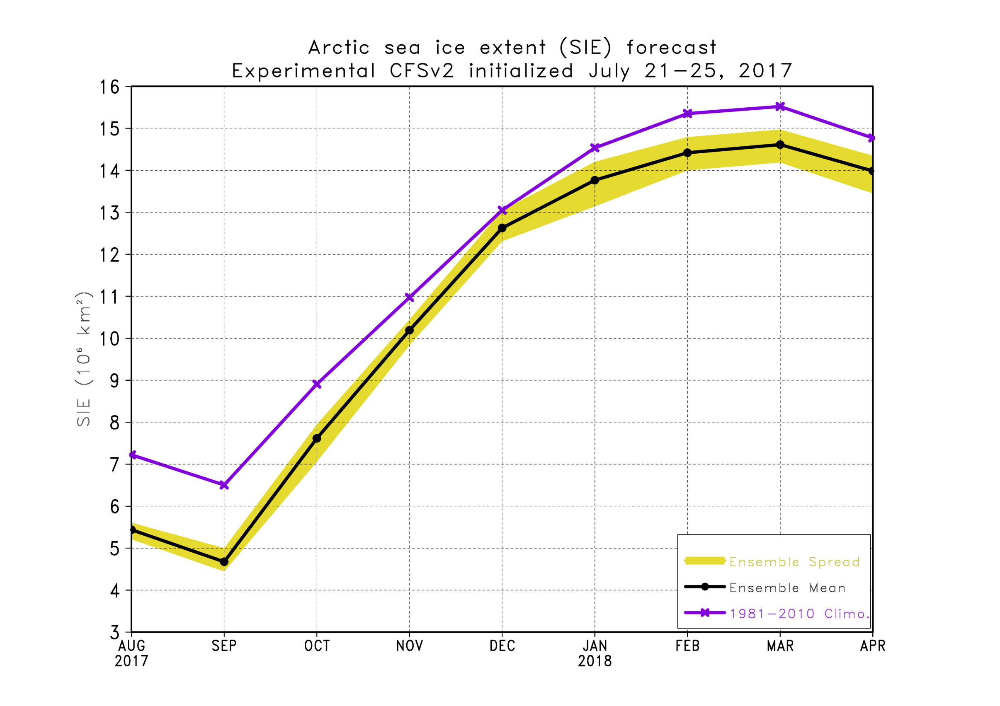 Arctic sea ice extent (SIE) forecast
Experimental CFSv2 initialized July 21-25, 2017
SIE (10⁶ km²)
16
15
14
13
12
11
10
9
8
7
6
5
4
3
AUG SEP OCT NOV DEC JAN FEB MAR APR
2017 2018
Ensemble Spread
Ensemble Mean
1981-2010 Climo.